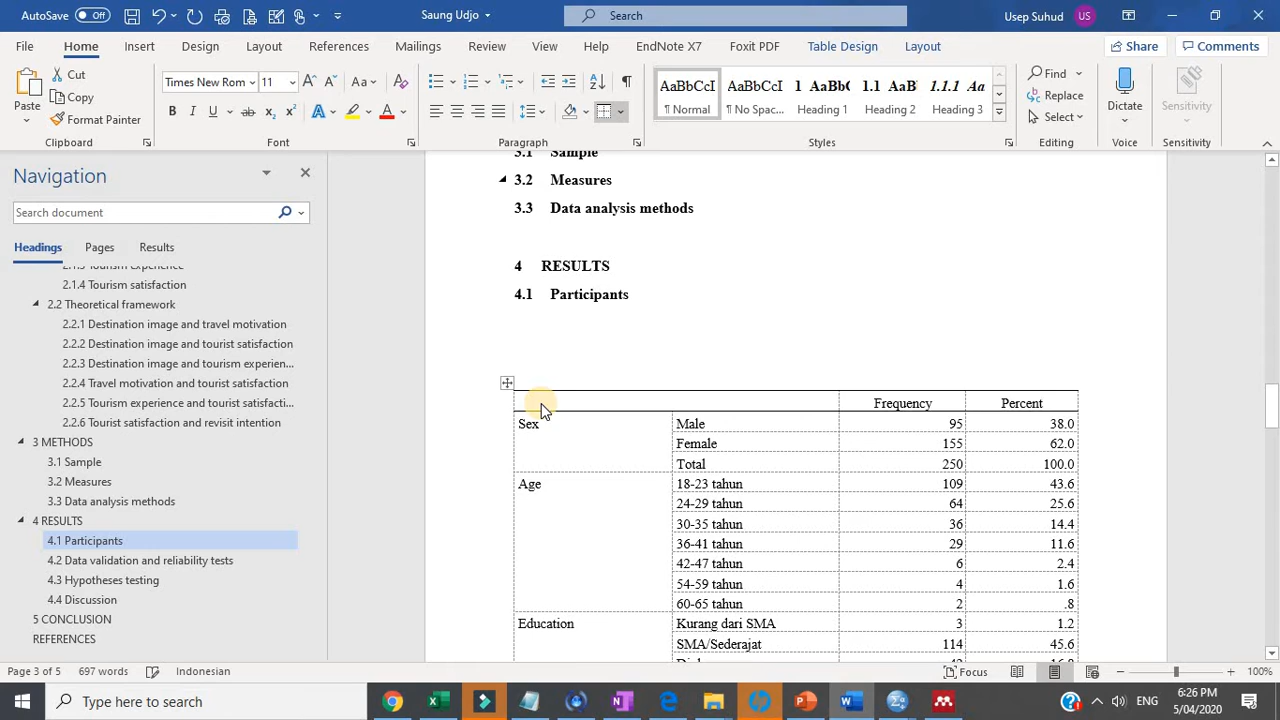 AutoSave Off Saung Udjo Search Usep Suhud US
File Home Insert Design Layout References Mailings Review View Help EndNote X7 Foxit PDF Table Design Layout Share Comments
Paste Cut Copy Format Painter
Times New Rom 11 Aa
B I U ab x₂ x² A A
AaBbCcI AaBbCcI 1 AaBbC 1.1 AaB 1.1.1 Aa
¶ Normal ¶ No Spac... Heading 1 Heading 2 Heading 3
Find Replace Select Dictate Sensitivity
Clipboard Font Paragraph Styles Editing Voice Sensitivity
Navigation
Search document
Headings Pages Results
2.1.3 Tourism Experience
2.1.4 Tourism satisfaction
2.2 Theoretical framework
2.2.1 Destination image and travel motivation
2.2.2 Destination image and tourist satisfaction
2.2.3 Destination image and tourism experien...
2.2.4 Travel motivation and tourist satisfaction
2.2.5 Tourism experience and tourist satisfacti...
2.2.6 Tourist satisfaction and revisit intention
3 METHODS
3.1 Sample
3.2 Measures
3.3 Data analysis methods
4 RESULTS
4.1 Participants
4.2 Data validation and reliability tests
4.3 Hypotheses testing
4.4 Discussion
5 CONCLUSION
REFERENCES
3.1 Sample
3.2 Measures
3.3 Data analysis methods
4 RESULTS
4.1 Participants
Frequency Percent
Sex Male 95 38.0
Female 155 62.0
Total 250 100.0
Age 18-23 tahun 109 43.6
24-29 tahun 64 25.6
30-35 tahun 36 14.4
36-41 tahun 29 11.6
42-47 tahun 6 2.4
54-59 tahun 4 1.6
60-65 tahun 2 .8
Education Kurang dari SMA 3 1.2
SMA/Sederajat 114 45.6
Page 3 of 5 697 words Indonesian Focus 100%
Type here to search ENG 6:26 PM
5/04/2020